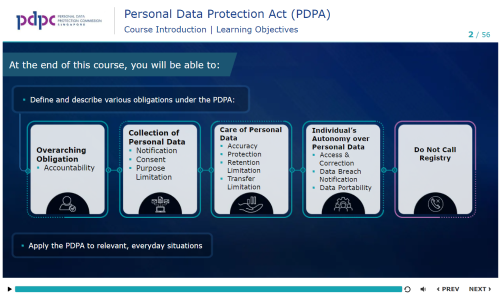 pdpc
PERSONAL DATA
PROTECTION COMMISSION
SINGAPORE
Personal Data Protection Act (PDPA)
Course Introduction | Learning Objectives
2 / 56
At the end of this course, you will be able to:
• Define and describe various obligations under the PDPA:
Overarching
Obligation
• Accountability
Collection of
Personal Data
• Notification
• Consent
• Purpose
Limitation
Care of Personal
Data
• Accuracy
• Protection
• Retention
Limitation
• Transfer
Limitation
Individual's
Autonomy over
Personal Data
• Access &
Correction
• Data Breach
Notification
• Data Portability
Do Not Call
Registry
• Apply the PDPA to relevant, everyday situations
PREV
NEXT